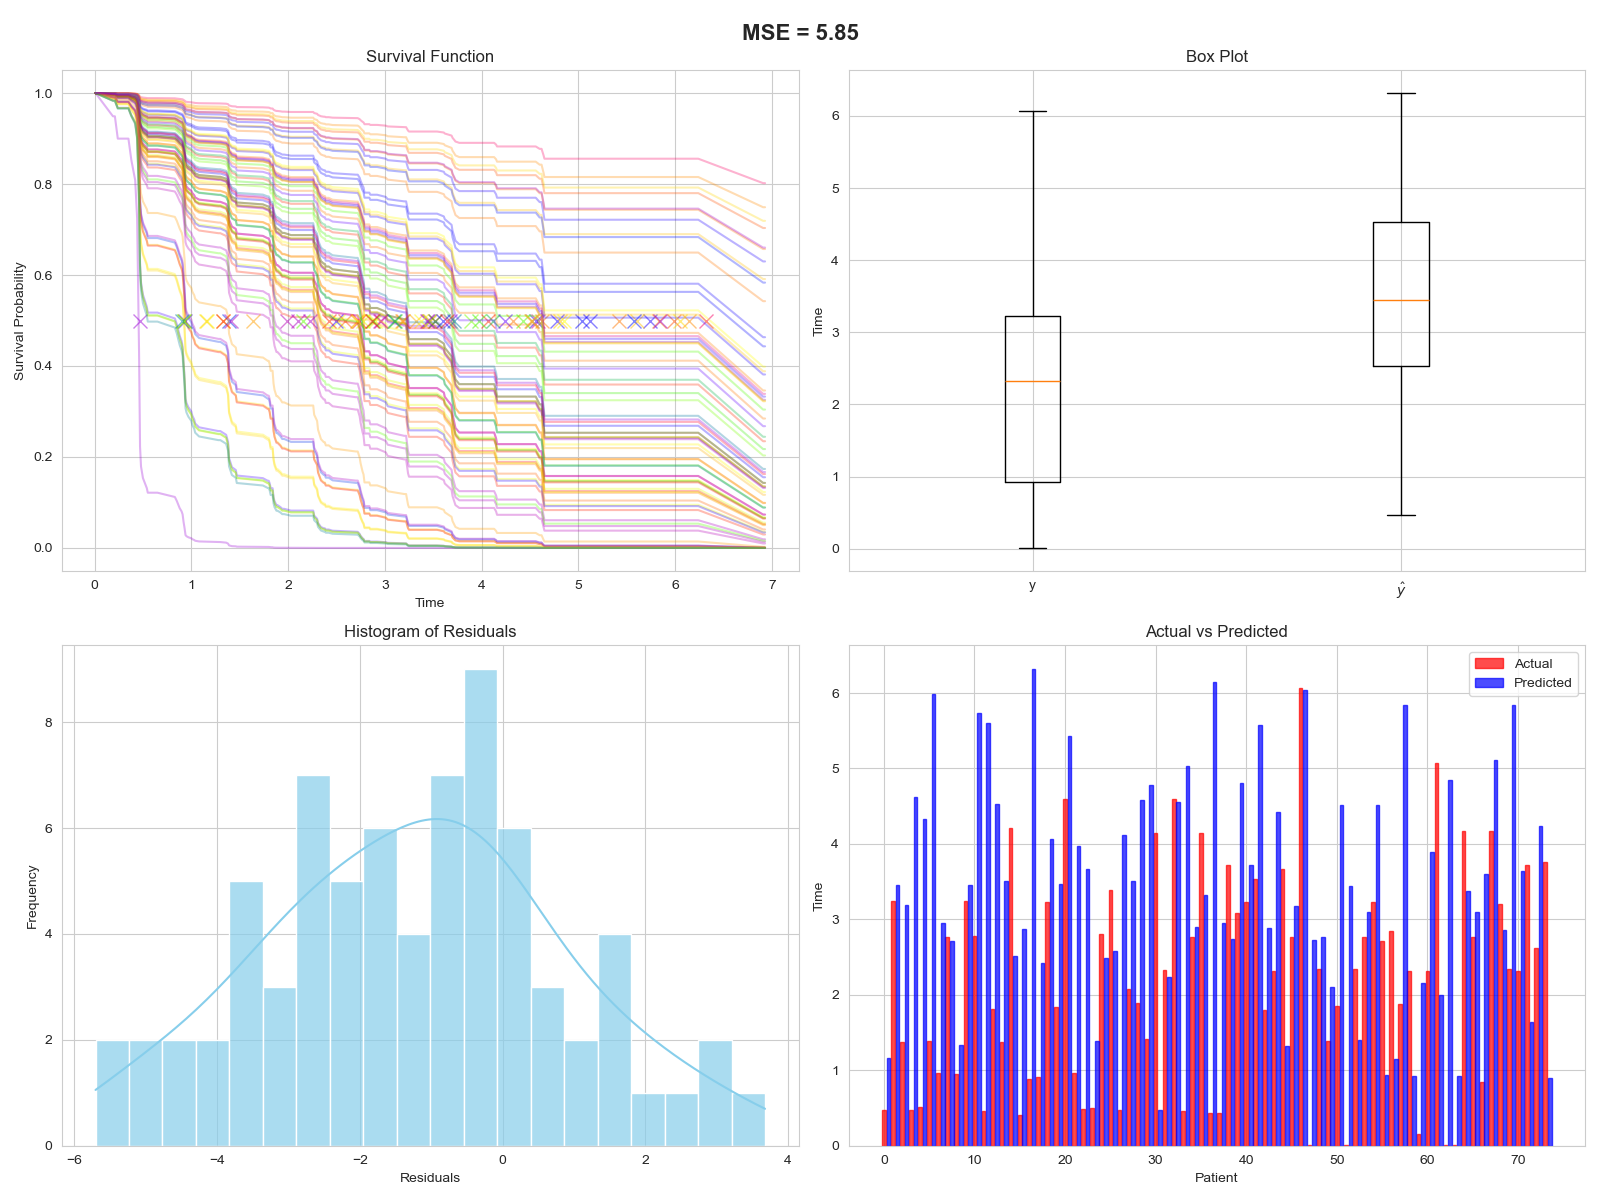 MSE = 5.85
Survival Function
Survival Probability
1.0
0.8
0.6
0.4
0.2
0.0
0 1 2 3 4 5 6 7
Time
Box Plot
Time
6
5
4
3
2
1
0
y ŷ
Histogram of Residuals
Frequency
8
6
4
2
0
−6 −4 −2 0 2 4
Residuals
Actual vs Predicted
Actual
Predicted
Time
6
5
4
3
2
1
0
0 10 20 30 40 50 60 70
Patient